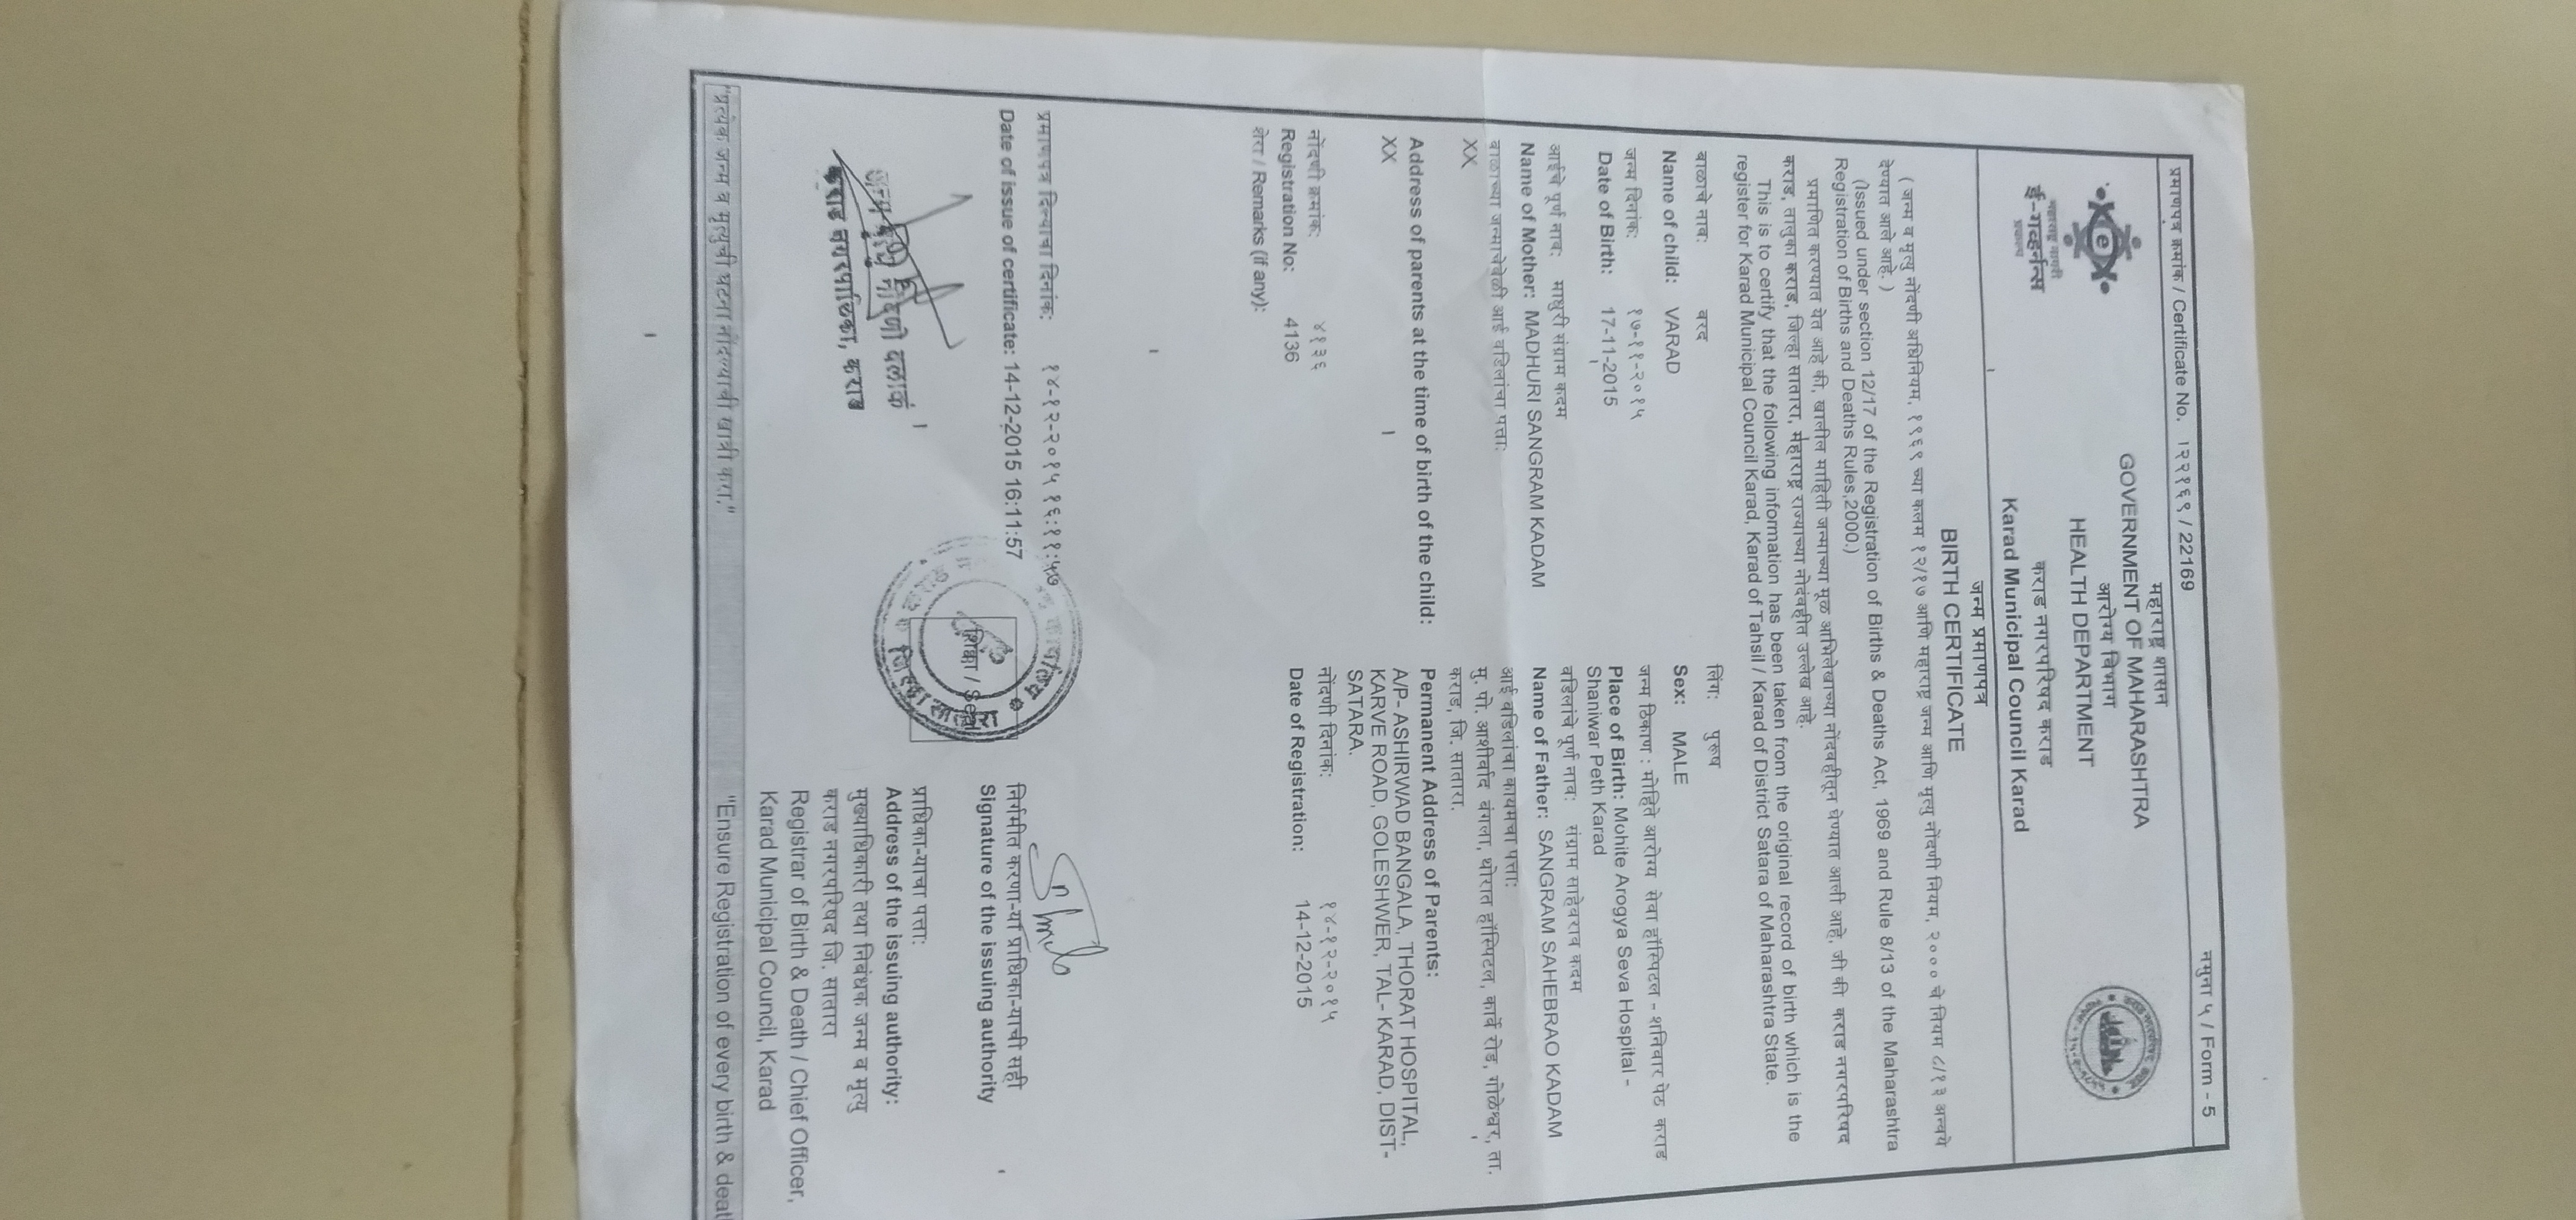 प्रमाणपत्र क्रमांक / Certificate No. १२२१६९ / 22169
नमुना ५ / Form - 5
महाराष्ट्र शासन
GOVERNMENT OF MAHARASHTRA
आरोग्य विभाग
HEALTH DEPARTMENT
कराड नगरपरिषद कराड
Karad Municipal Council Karad
e
महाराष्ट्र नागरी
ई-गव्हर्नन्स
प्रकल्प
जन्म प्रमाणपत्र
BIRTH CERTIFICATE
( जन्म व मृत्यु नोंदणी अधिनियम, १९६९ च्या कलम १२/१७ आणि महाराष्ट्र जन्म आणि मृत्यु नोंदणी नियम, २००० चे नियम ८/१३ अन्वये
देण्यात आले आहे. )
(Issued under section 12/17 of the Registration of Births & Deaths Act, 1969 and Rule 8/13 of the Maharashtra
Registration of Births and Deaths Rules,2000.)
प्रमाणित करण्यात येत आहे की, खालील माहिती जन्माच्या मूळ अभिलेखाच्या नोंदवहीतून घेण्यात आली आहे, जी की कराड नगरपरिषद
कराड, तालुका कराड, जिल्हा सातारा, महाराष्ट्र राज्याच्या नोदंवहीत उल्लेख आहे.
This is to certify that the following information has been taken from the original record of birth which is the
register for Karad Municipal Council Karad, Karad of Tahsil / Karad of District Satara of Maharashtra State.
बाळाचे नाव: वरद
लिंग: पुरूष
Name of child: VARAD
Sex: MALE
जन्म दिनांक: १७-११-२०१५
जन्म ठिकाण : मोहिते आरोग्य सेवा हॉस्पिटल - शनिवार पेठ कराड
Date of Birth: 17-11-2015
Place of Birth: Mohite Arogya Seva Hospital -
Shaniwar Peth Karad
आईचे पूर्ण नाव: माधुरी संग्राम कदम
वडिलांचे पूर्ण नाव: संग्राम साहेबराव कदम
Name of Mother: MADHURI SANGRAM KADAM
Name of Father: SANGRAM SAHEBRAO KADAM
बाळाच्या जन्माचेवेळी आई वडिलांचा पत्ता:
XX
आई वडिलांचा कायमचा पत्ता:
मु. पो. आशीर्वाद बंगला, थोरात हॉस्पिटल, कार्वे रोड, गोळेश्वर, ता.
कराड, जि. सातारा.
Address of parents at the time of birth of the child:
XX
Permanent Address of Parents:
A/P- ASHIRWAD BANGALA, THORAT HOSPITAL,
KARVE ROAD, GOLESHWER, TAL- KARAD, DIST-
SATARA.
नोंदणी क्रमांक: ४१३६
नोंदणी दिनांक: १४-१२-२०१५
Registration No: 4136
Date of Registration: 14-12-2015
शेरा / Remarks (if any):
प्रमाणपत्र दिल्याचा दिनांक: १४-१२-२०१५ १६:११:५७
Date of issue of certificate: 14-12-2015 16:11:57
कार्यालय
शिक्का / Seal
जिल्हा सातारा
निर्गमीत करणा-या प्राधिका-याची सही
Signature of the issuing authority
जन्म मृत्यु नोंदणी क्लार्क
कराड नगरपालिका, कराड
प्राधिका-याचा पत्ता:
Address of the issuing authority:
मुख्याधिकारी तथा निबंधक जन्म व मृत्यु
कराड नगरपरिषद जि. सातारा
Registrar of Birth & Death / Chief Officer,
Karad Municipal Council, Karad
"प्रत्येक जन्म व मृत्युची घटना नोंदल्याची खात्री करा."
"Ensure Registration of every birth & deat